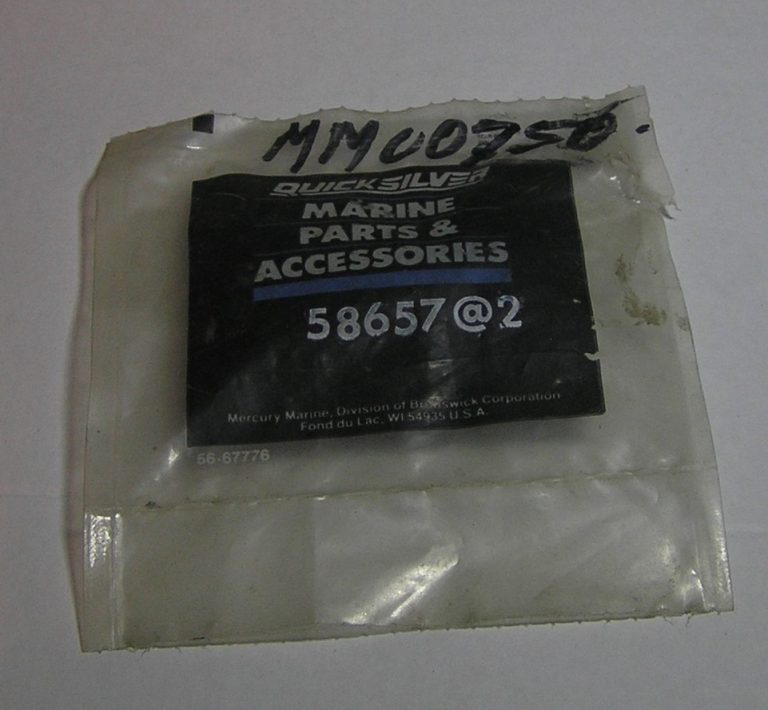 MM00750.
QUICKSILVER
MARINE
PARTS &
ACCESSORIES
58657@2
Mercury Marine, Division of Brunswick Corporation
Fond du Lac, WI 54935 U.S.A.
56-67776